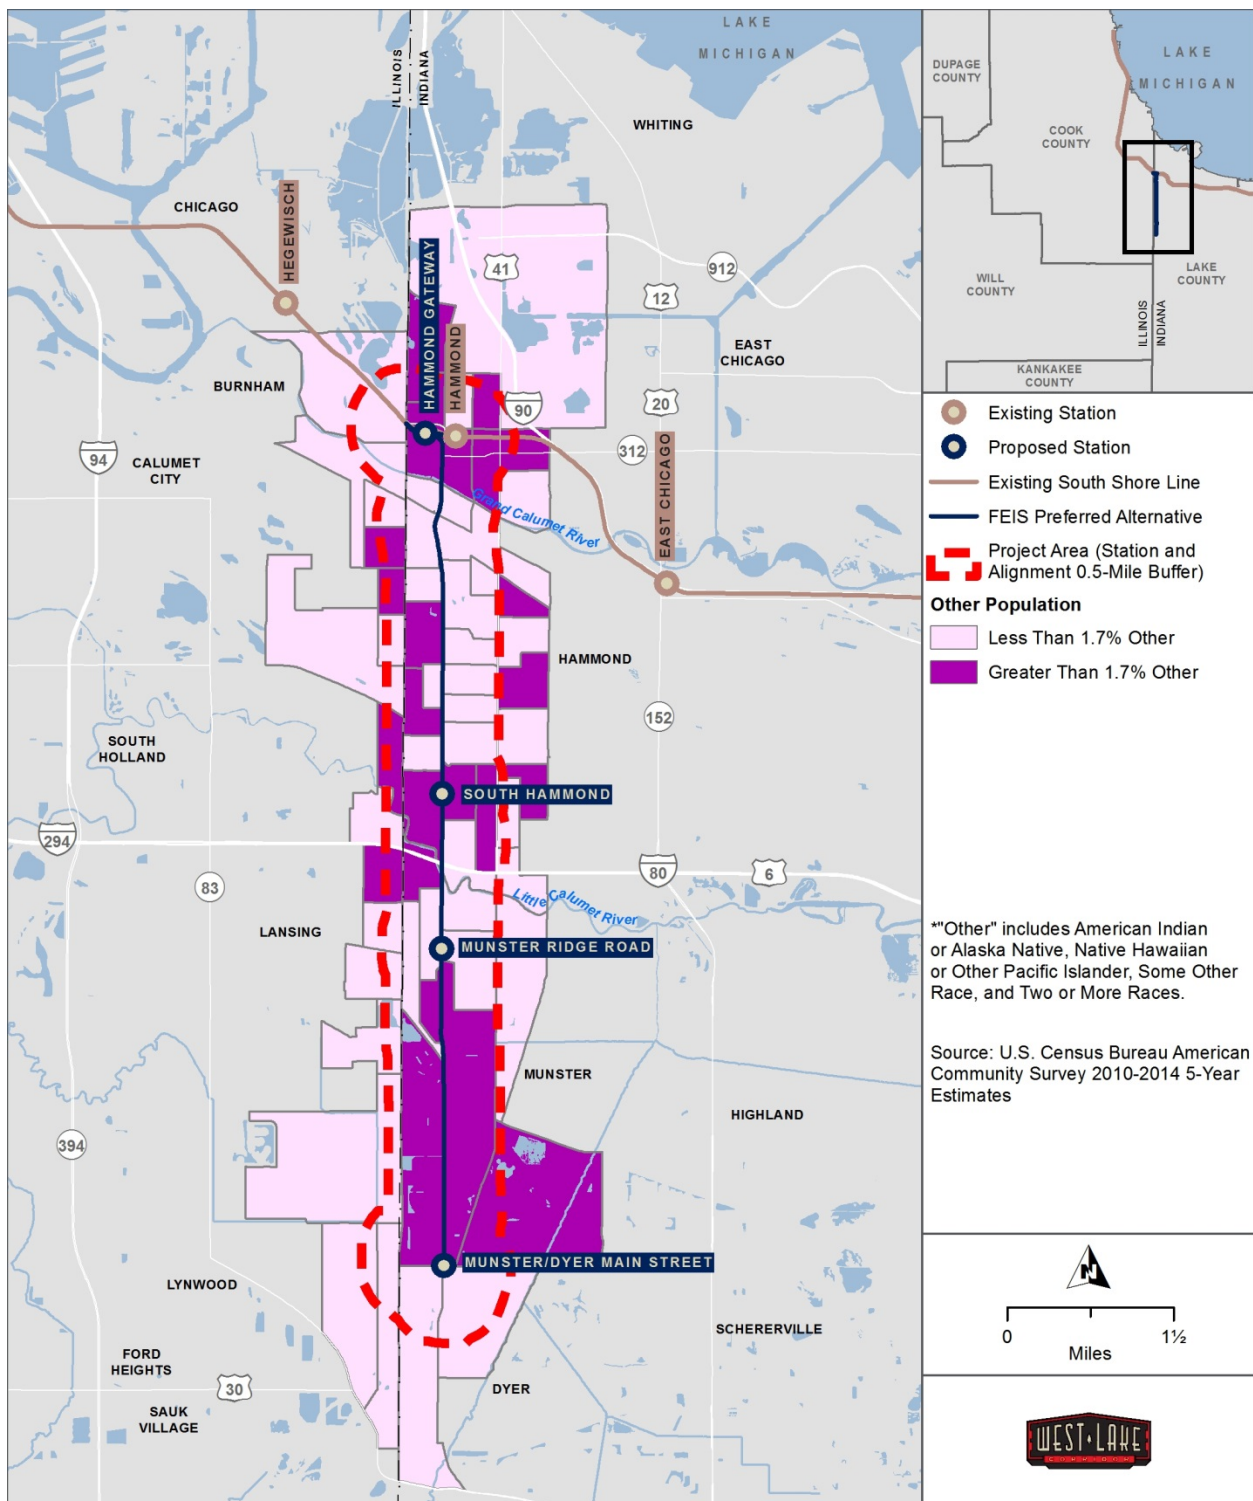 LAKE
MICHIGAN
ILLINOIS
INDIANA
WHITING
CHICAGO
HEGEWISCH
HAMMOND GATEWAY
HAMMOND
41
912
12
EAST
CHICAGO
BURNHAM
90
20
94
CALUMET
CITY
312
EAST CHICAGO
Grand Calumet River
HAMMOND
152
SOUTH
HOLLAND
SOUTH HAMMOND
294
80
6
83
Little Calumet River
LANSING
MUNSTER RIDGE ROAD
MUNSTER
HIGHLAND
394
MUNSTER/DYER MAIN STREET
LYNWOOD
SCHERERVILLE
FORD
HEIGHTS
30
DYER
SAUK
VILLAGE
LAKE
MICHIGAN
DUPAGE
COUNTY
COOK
COUNTY
WILL
COUNTY
LAKE
COUNTY
ILLINOIS
INDIANA
KANKAKEE
COUNTY
Existing Station
Proposed Station
Existing South Shore Line
FEIS Preferred Alternative
Project Area (Station and
Alignment 0.5-Mile Buffer)
Other Population
Less Than 1.7% Other
Greater Than 1.7% Other
*"Other" includes American Indian
or Alaska Native, Native Hawaiian
or Other Pacific Islander, Some Other
Race, and Two or More Races.
Source: U.S. Census Bureau American
Community Survey 2010-2014 5-Year
Estimates
N
0 1½
Miles
WEST LAKE